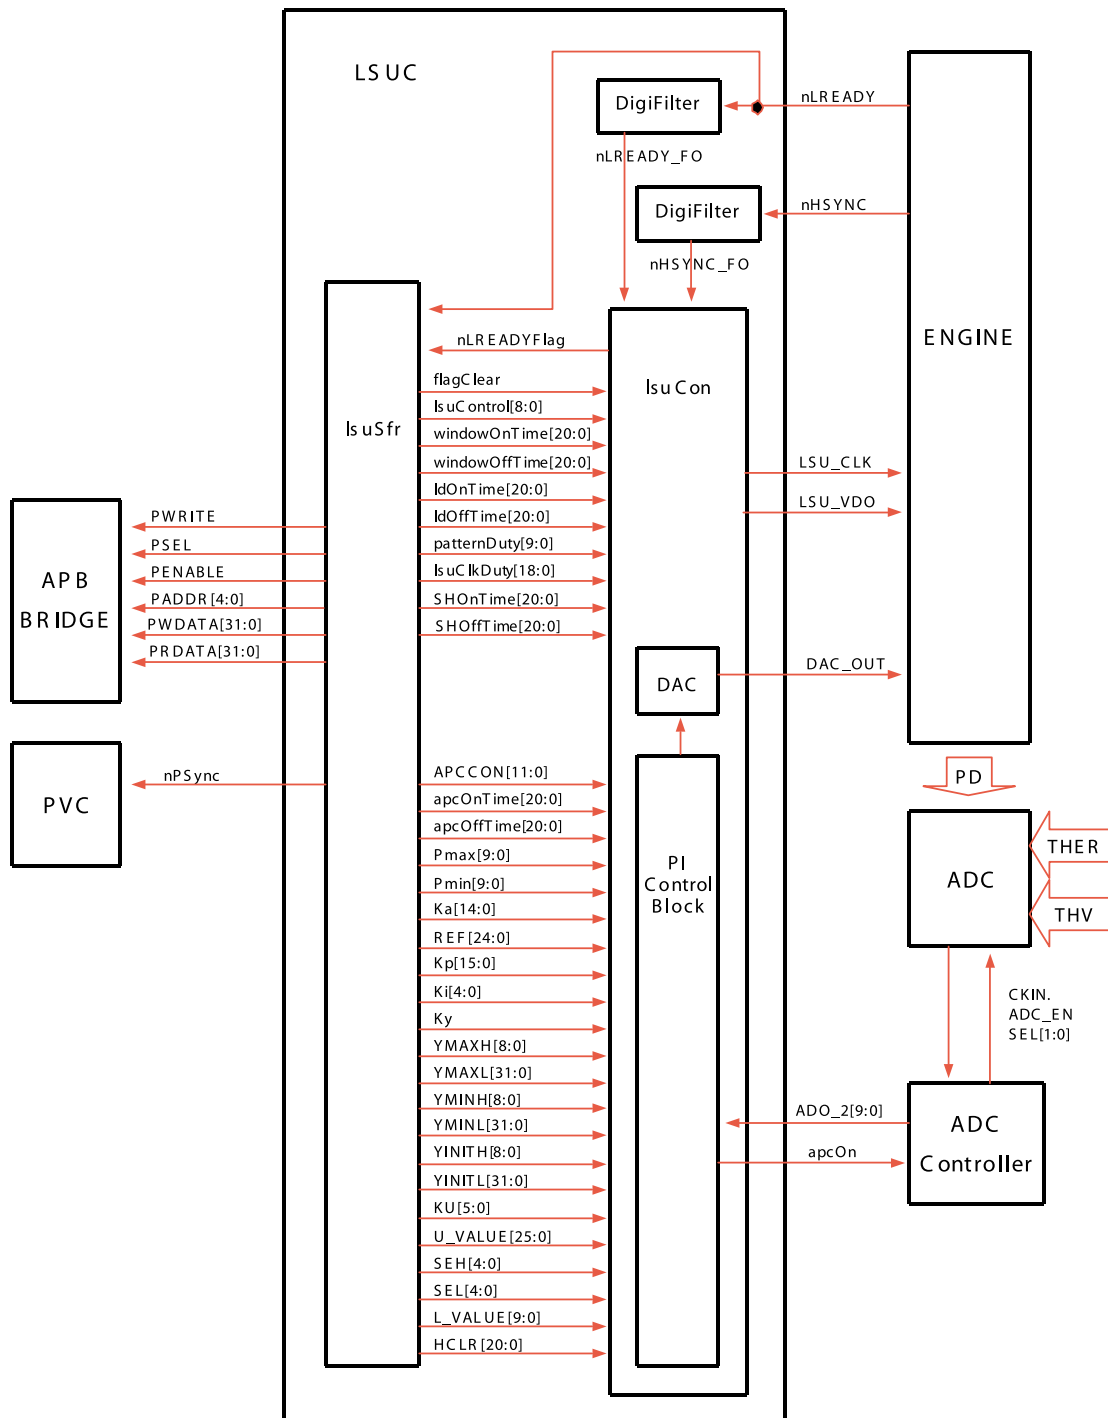 LSUC
DigiFilter
nLREADY
nLREADY_FO
DigiFilter
nHSYNC
nHSYNC_FO
ENGINE
nLREADYFlag
lsuCon
lsuSfr
flagClear
lsuControl[8:0]
windowOnTime[20:0]
windowOffTime[20:0]
ldOnTime[20:0]
ldOffTime[20:0]
patternDuty[9:0]
lsuClkDuty[18:0]
SHOnTime[20:0]
SHOffTime[20:0]
LSU_CLK
LSU_VDO
APB
BRIDGE
PWRITE
PSEL
PENABLE
PADDR[4:0]
PWDATA[31:0]
PRDATA[31:0]
DAC
DAC_OUT
PVC
nPSync
APCCON[11:0]
apcOnTime[20:0]
apcOffTime[20:0]
Pmax[9:0]
Pmin[9:0]
Ka[14:0]
REF[24:0]
Kp[15:0]
Ki[4:0]
Ky
YMAXH[8:0]
YMAXL[31:0]
YMINH[8:0]
YMINL[31:0]
YINITH[8:0]
YINITL[31:0]
KU[5:0]
U_VALUE[25:0]
SEH[4:0]
SEL[4:0]
L_VALUE[9:0]
HCLR[20:0]
PI
Control
Block
PD
ADC
THER
THV
CKIN.
ADC_EN
SEL[1:0]
ADO_2[9:0]
apcOn
ADC
Controller